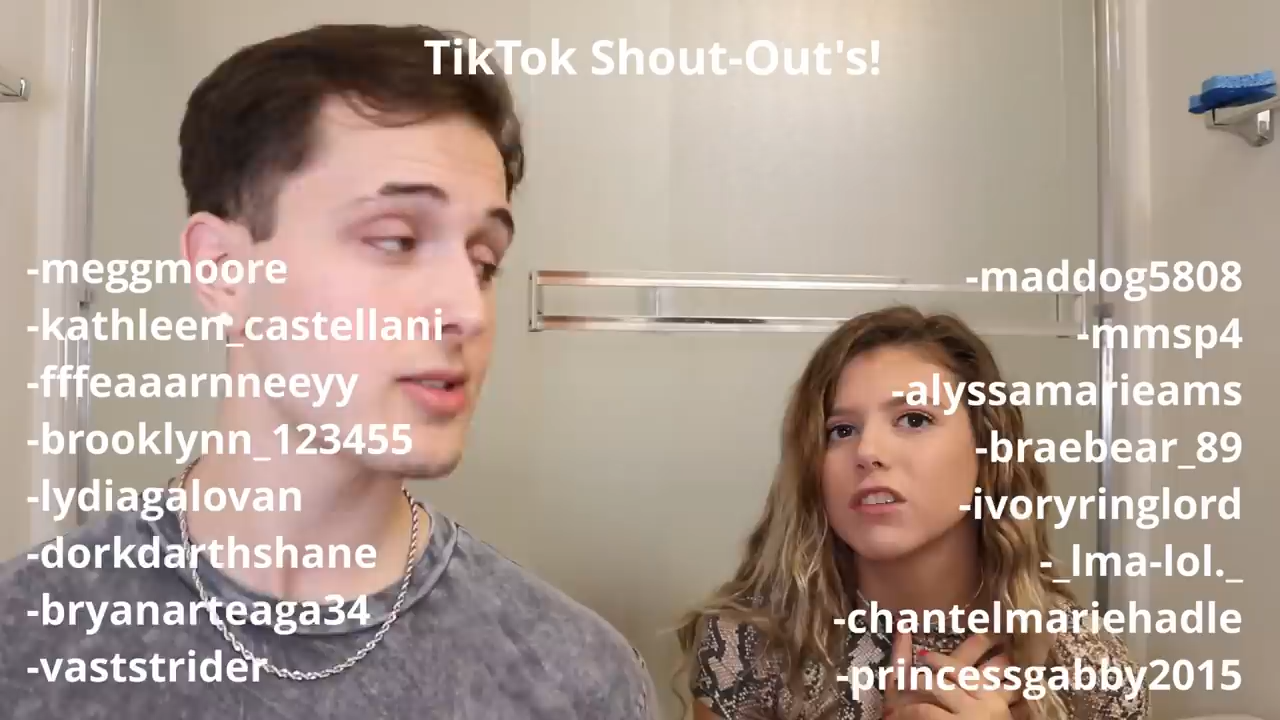 TikTok Shout-Out's!
-meggmoore
-kathleen_castellani
-fffeaaarnneeyy
-brooklynn_123455
-lydiagalovan
-dorkdarthshane
-bryanarteaga34
-vaststrider
-maddog5808
-mmsp4
-alyssamarieams
-braebear_89
-ivoryringlord
-_lma-lol._
-chantelmariehadle
-princessgabby2015